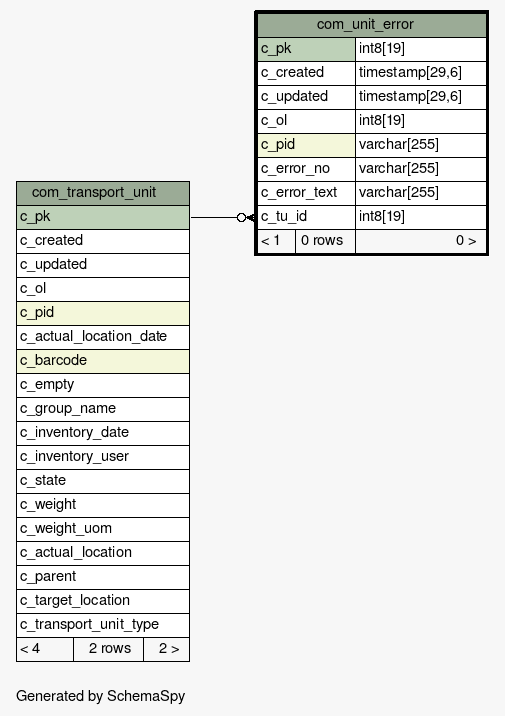 com_unit_error
c_pk int8[19]
c_created timestamp[29,6]
c_updated timestamp[29,6]
c_ol int8[19]
c_pid varchar[255]
c_error_no varchar[255]
c_error_text varchar[255]
c_tu_id int8[19]
< 1 0 rows 0 >
com_transport_unit
c_pk
c_created
c_updated
c_ol
c_pid
c_actual_location_date
c_barcode
c_empty
c_group_name
c_inventory_date
c_inventory_user
c_state
c_weight
c_weight_uom
c_actual_location
c_parent
c_target_location
c_transport_unit_type
< 4 2 rows 2 >
Generated by SchemaSpy